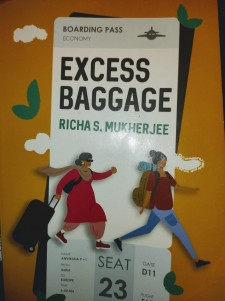 BOARDING PASS
ECONOMY
EXCESS
BAGGAGE
RICHA S. MUKHERJEE
SEAT
23
GATE
D11